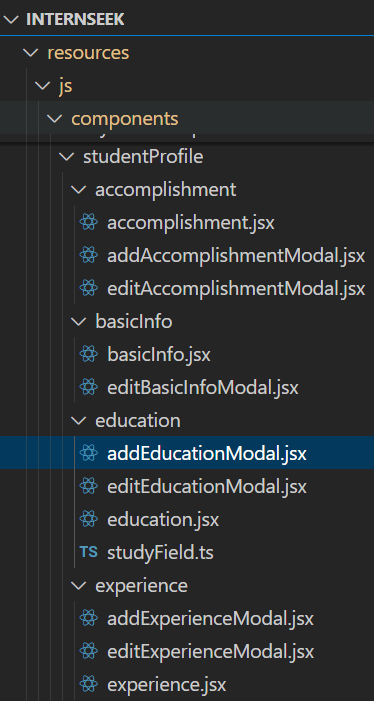 INTERNSEEK
resources
js
components
studentProfile
accomplishment
accomplishment.jsx
addAccomplishmentModal.jsx
editAccomplishmentModal.jsx
basicInfo
basicInfo.jsx
editBasicInfoModal.jsx
education
addEducationModal.jsx
editEducationModal.jsx
education.jsx
TS studyField.ts
experience
addExperienceModal.jsx
editExperienceModal.jsx
experience.jsx